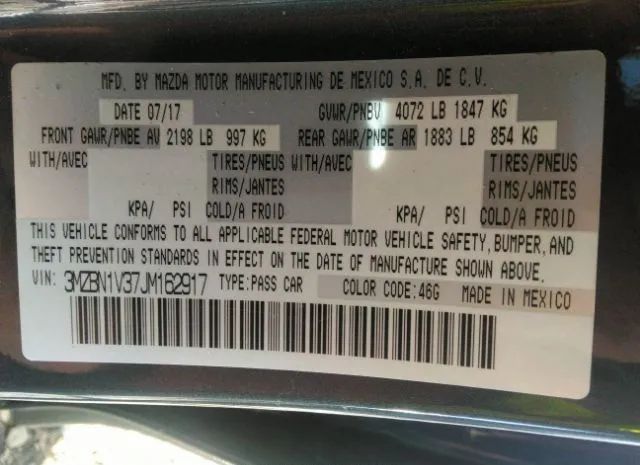 MFD. BY MAZDA MOTOR MANUFACTURING DE MEXICO S.A. DE C.V.
DATE 07/17 GVWR/PNBV 4072 LB 1847 KG
FRONT GAWR/PNBE AV 2198 LB 997 KG REAR GAWR/PNBE AR 1883 LB 854 KG
WITH/AVEC TIRES/PNEUS WITH/AVEC TIRES/PNEUS
RIMS/JANTES RIMS/JANTES
KPA/ PSI COLD/A FROID KPA/ PSI COLD/A FROID
THIS VEHICLE CONFORMS TO ALL APPLICABLE FEDERAL MOTOR VEHICLE SAFETY, BUMPER, AND
THEFT PREVENTION STANDARDS IN EFFECT ON THE DATE OF MANUFACTURE SHOWN ABOVE.
VIN: 3MZBN1V37JM162917 TYPE:PASS CAR COLOR CODE:46G MADE IN MEXICO